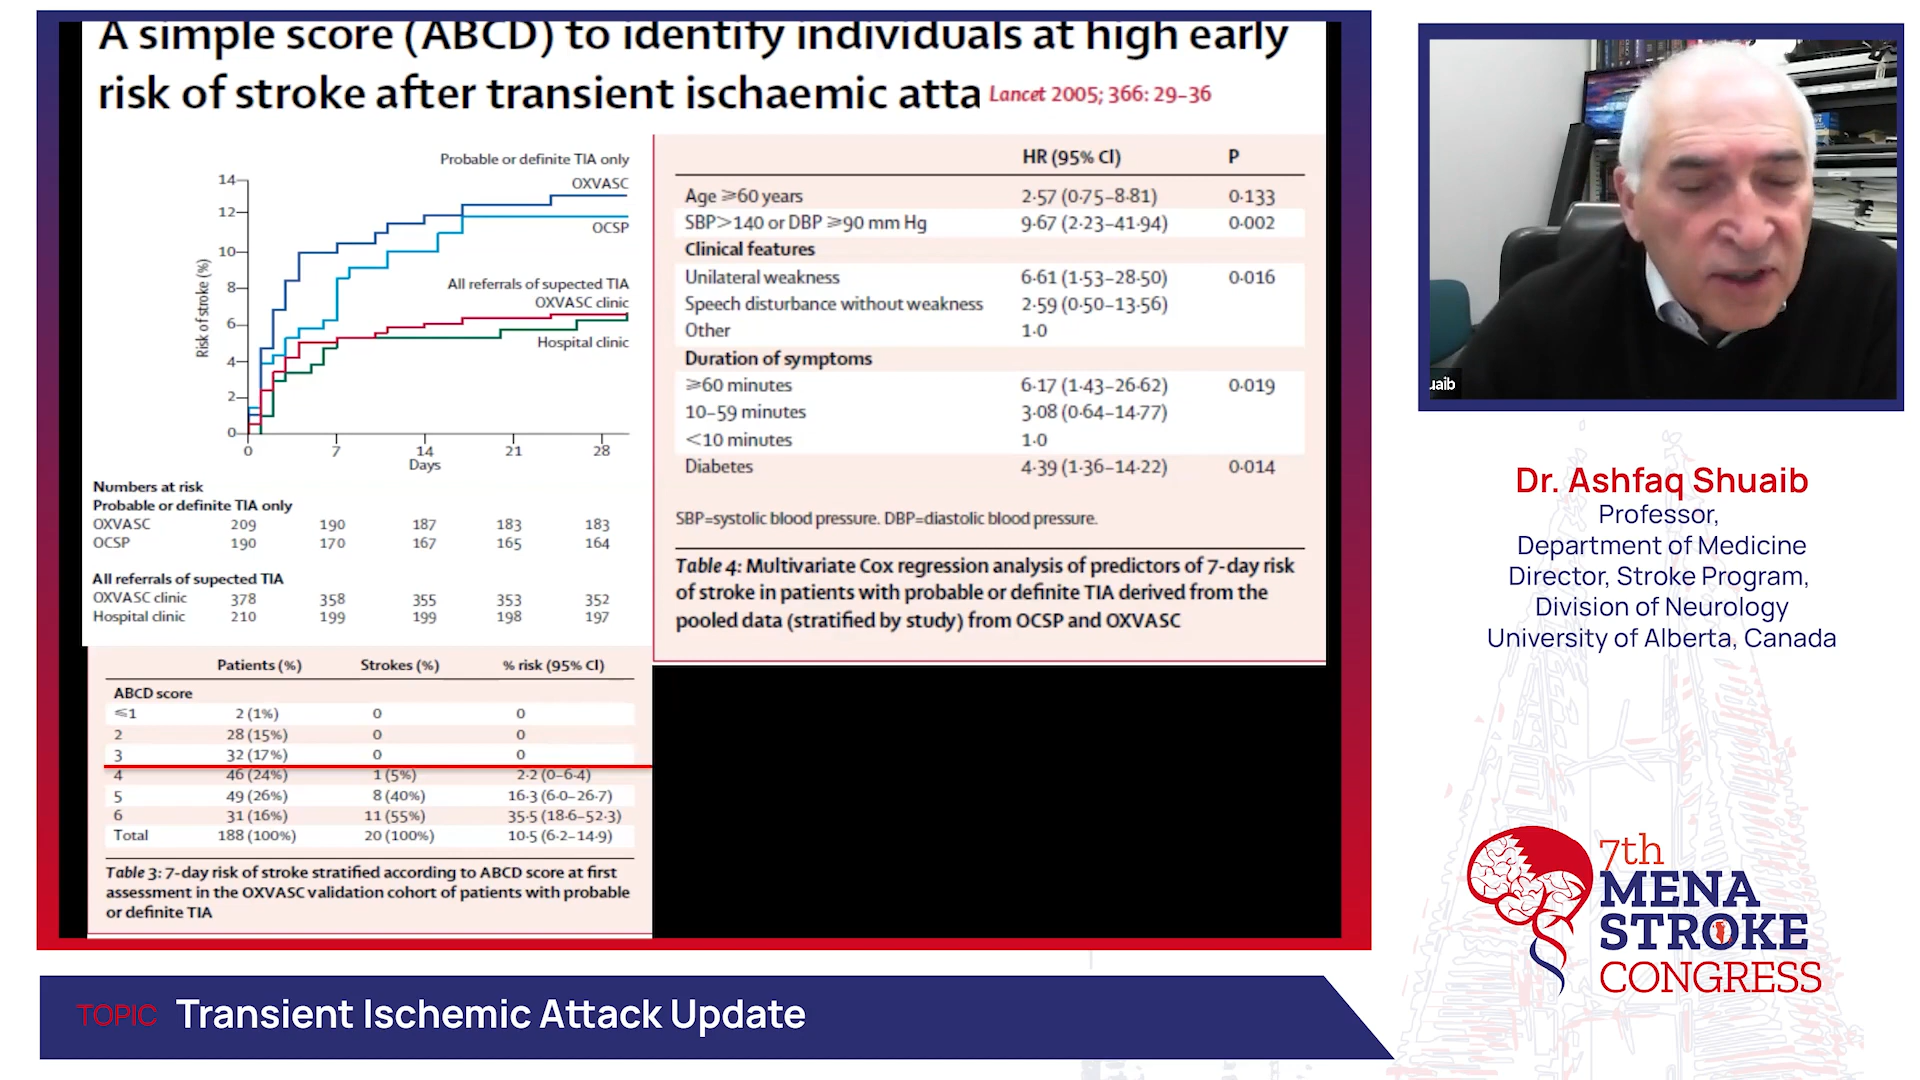 A simple score (ABCD) to identify individuals at high early
risk of stroke after transient ischaemic atta Lancet 2005; 366: 29–36
Probable or definite TIA only
OXVASC
OCSP
All referrals of supected TIA
OXVASC clinic
Hospital clinic
Risk of stroke (%)
14
12
10
8
6
4
2
0
0 7 14 21 28
Days
Numbers at risk
Probable or definite TIA only
OXVASC 209 190 187 183 183
OCSP 190 170 167 165 164
All referrals of supected TIA
OXVASC clinic 378 358 355 353 352
Hospital clinic 210 199 199 198 197
HR (95% CI) P
Age ⩾60 years 2·57 (0·75–8·81) 0·133
SBP>140 or DBP ⩾90 mm Hg 9·67 (2·23–41·94) 0·002
Clinical features
Unilateral weakness 6·61 (1·53–28·50) 0·016
Speech disturbance without weakness 2·59 (0·50–13·56)
Other 1·0
Duration of symptoms
⩾60 minutes 6·17 (1·43–26·62) 0·019
10–59 minutes 3·08 (0·64–14·77)
<10 minutes 1·0
Diabetes 4·39 (1·36–14·22) 0·014
SBP=systolic blood pressure. DBP=diastolic blood pressure.
Table 4: Multivariate Cox regression analysis of predictors of 7-day risk
of stroke in patients with probable or definite TIA derived from the
pooled data (stratified by study) from OCSP and OXVASC
Patients (%) Strokes (%) % risk (95% CI)
ABCD score
⩽1 2 (1%) 0 0
2 28 (15%) 0 0
3 32 (17%) 0 0
4 46 (24%) 1 (5%) 2·2 (0–6·4)
5 49 (26%) 8 (40%) 16·3 (6·0–26·7)
6 31 (16%) 11 (55%) 35·5 (18·6–52·3)
Total 188 (100%) 20 (100%) 10·5 (6·2–14·9)
Table 3: 7-day risk of stroke stratified according to ABCD score at first
assessment in the OXVASC validation cohort of patients with probable
or definite TIA
uaib
Dr. Ashfaq Shuaib
Professor,
Department of Medicine
Director, Stroke Program,
Division of Neurology
University of Alberta, Canada
7th
MENA
STROKE
CONGRESS
TOPIC Transient Ischemic Attack Update